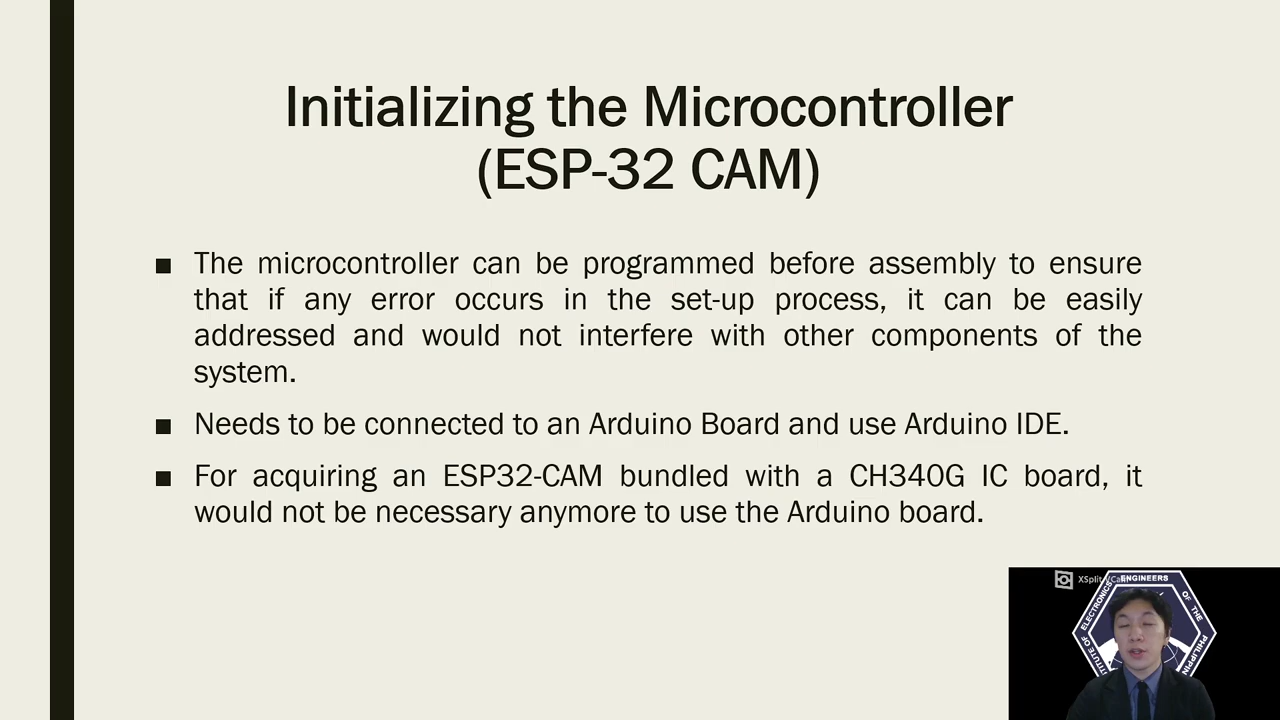 Initializing the Microcontroller
(ESP-32 CAM)
■ The microcontroller can be programmed before assembly to ensure
that if any error occurs in the set-up process, it can be easily
addressed and would not interfere with other components of the
system.
■ Needs to be connected to an Arduino Board and use Arduino IDE.
■ For acquiring an ESP32-CAM bundled with a CH340G IC board, it
would not be necessary anymore to use the Arduino board.
XSplit
ELECTRONICS ENGINEERS OF THE